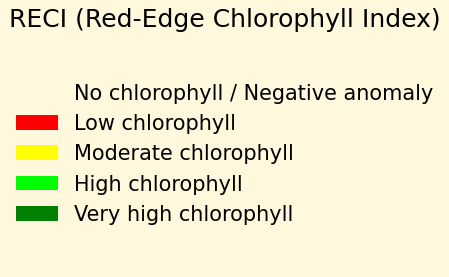 RECI (Red-Edge Chlorophyll Index)
No chlorophyll / Negative anomaly
Low chlorophyll
Moderate chlorophyll
High chlorophyll
Very high chlorophyll